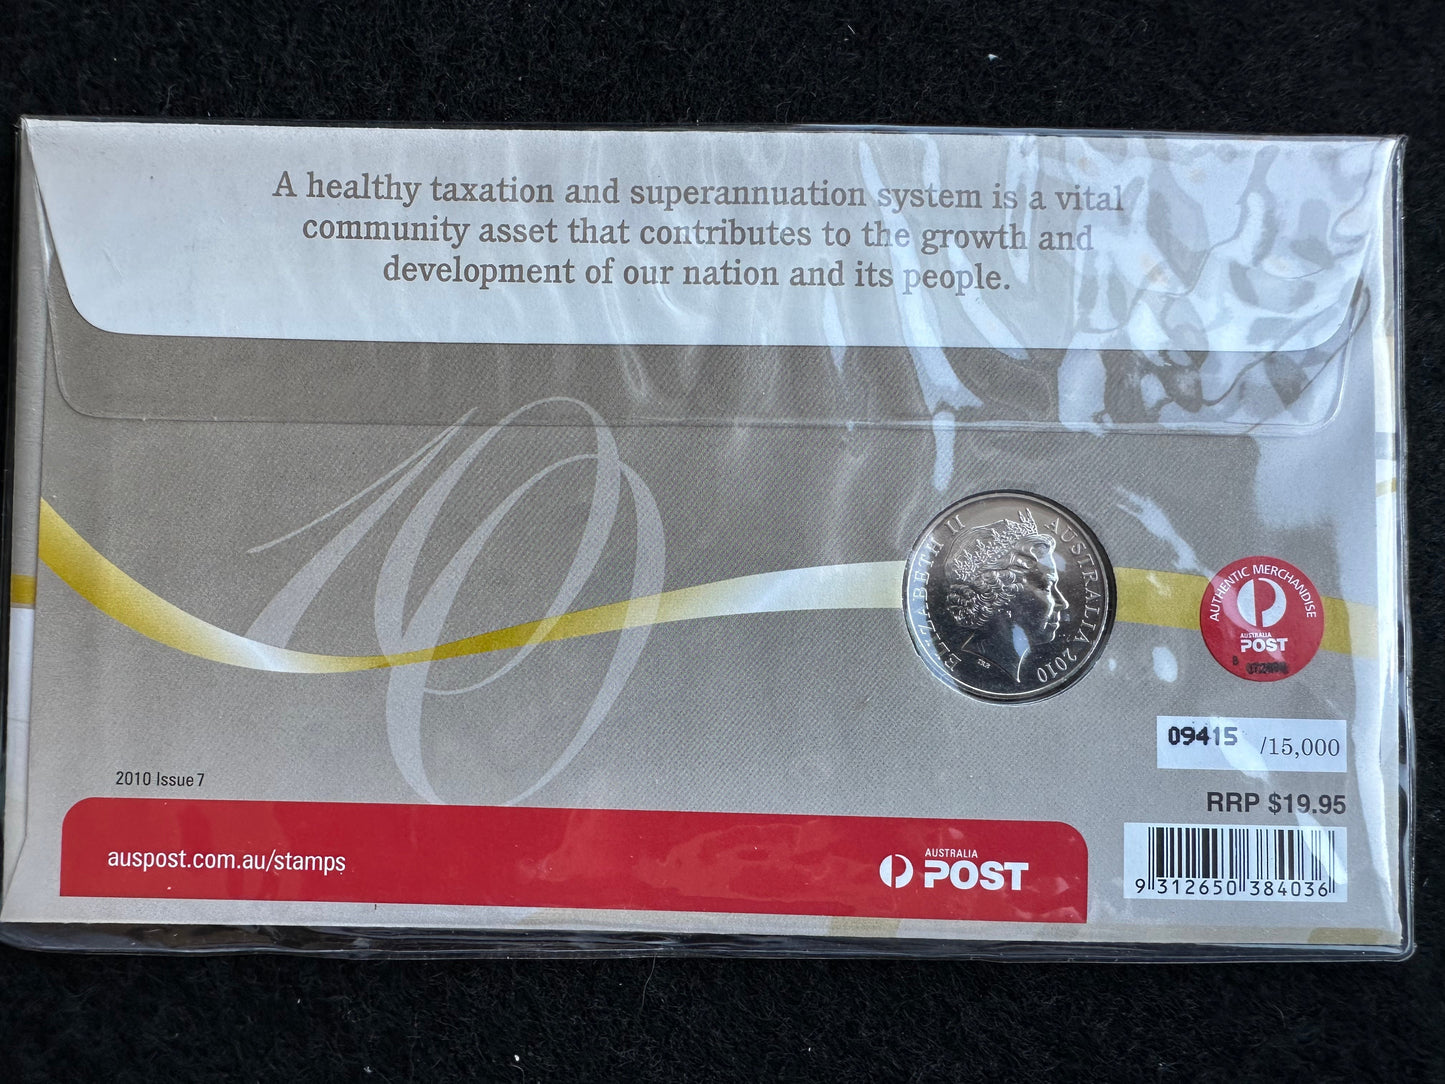 A healthy taxation and superannuation system is a vital
community asset that contributes to the growth and
development of our nation and its people.
10
ELIZABETH II AUSTRALIA 2010
IRB
AUTHENTIC MERCHANDISE
AUSTRALIA
POST
B
09415 /15,000
2010 Issue 7
RRP $19.95
auspost.com.au/stamps
AUSTRALIA
POST
9 312650 384036